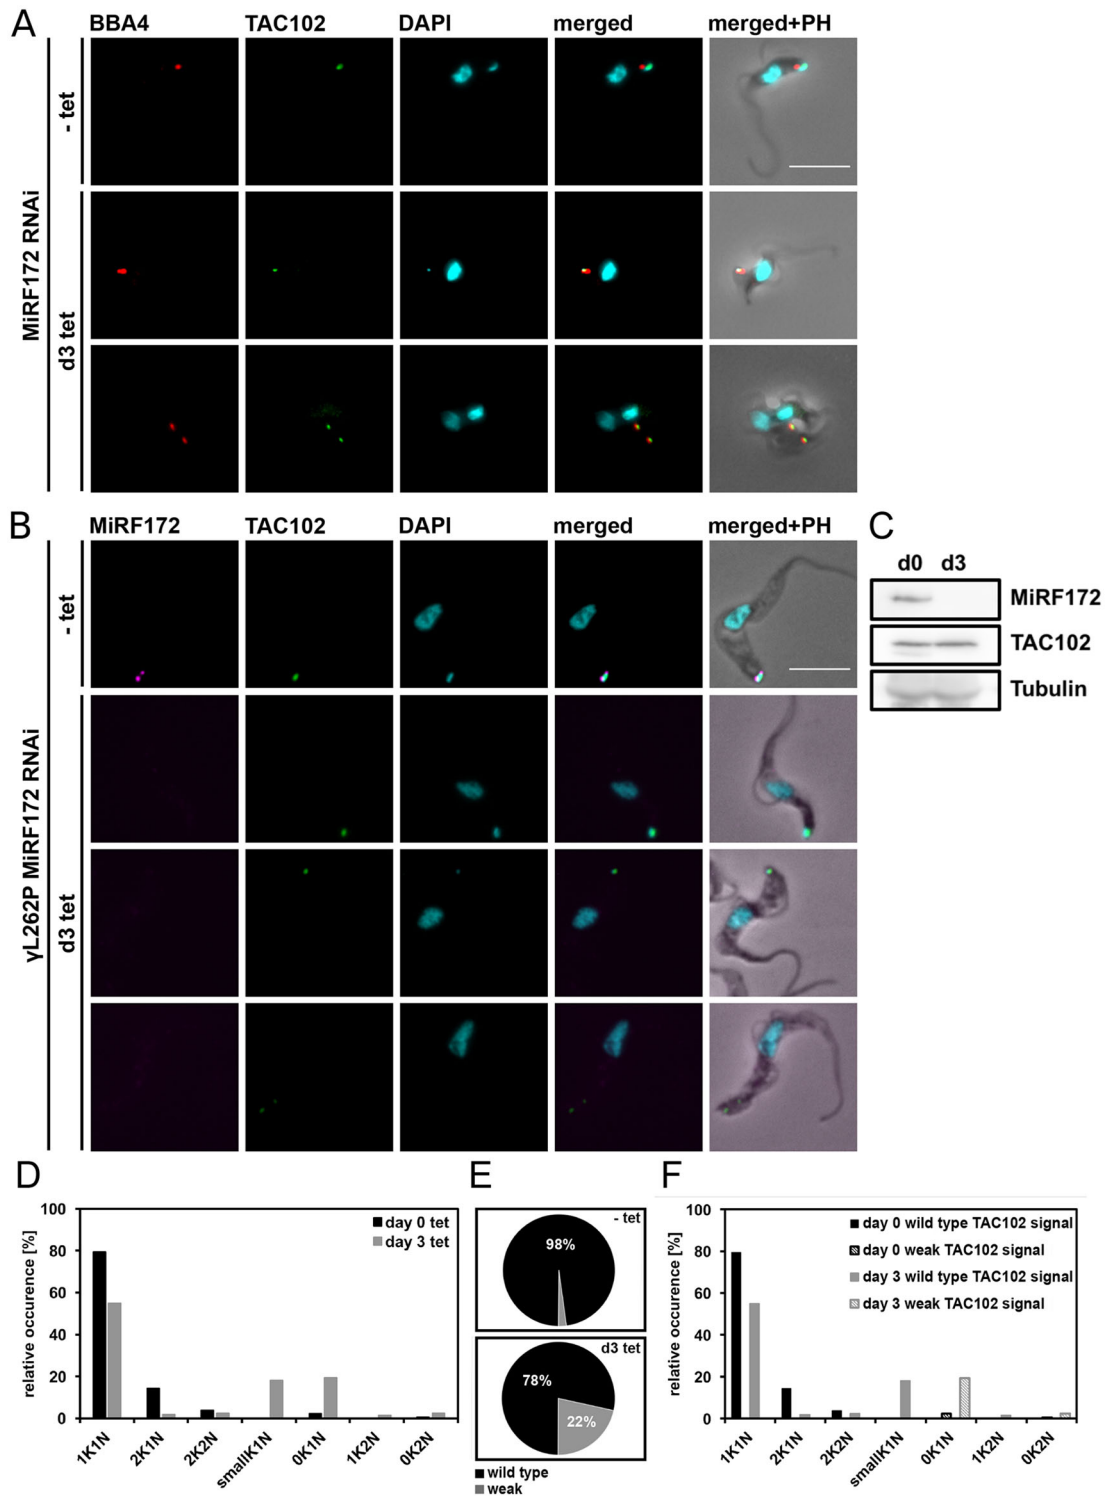 A
BBA4 TAC102 DAPI merged merged+PH
MiRF172 RNAi
- tet
d3 tet
B
MiRF172 TAC102 DAPI merged merged+PH
γL262P MiRF172 RNAi
- tet
d3 tet
C
d0 d3
MiRF172
TAC102
Tubulin
D
relative occurence [%]
100
80
60
40
20
0
day 0 tet
day 3 tet
1K1N 2K1N 2K2N smallK1N 0K1N 1K2N 0K2N
E
- tet
98%
d3 tet
78%
22%
wild type
weak
F
relative occurence [%]
100
80
60
40
20
0
day 0 wild type TAC102 signal
day 0 weak TAC102 signal
day 3 wild type TAC102 signal
day 3 weak TAC102 signal
1K1N 2K1N 2K2N smallK1N 0K1N 1K2N 0K2N